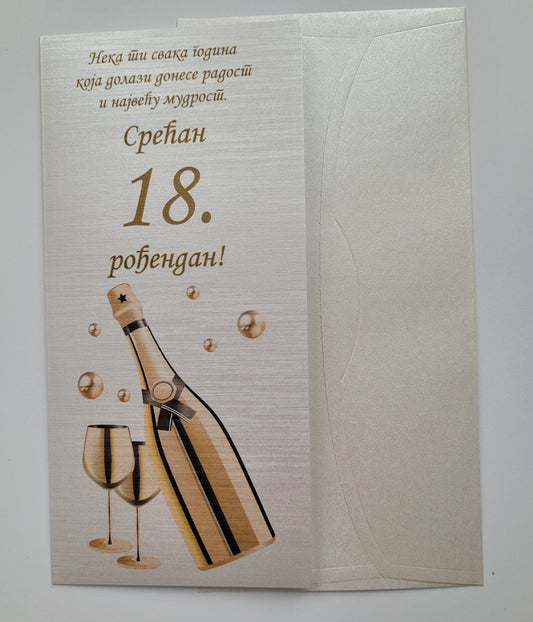 Нека ти свака година
која долази донесе радост
и највећу мудрост.
Срећан
18.
рођендан!